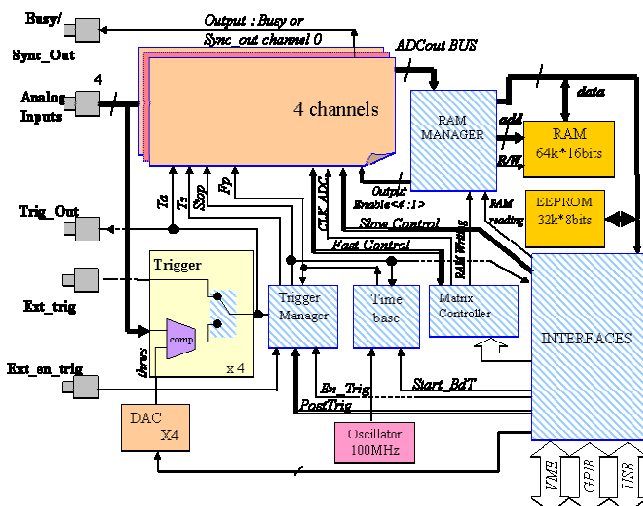 Busy/
Sync_Out
Output : Busy or
Sync_out channel 0
ADCout BUS
4
Analog
Inputs
4 channels
RAM
MANAGER
data
add
R/W
RAM
64k*16bits
EEPROM
32k*8bits
Output
Enable<4 :1>
RAM
reading
Ta
Ts
Stop
Fp
CLK_ADC
Slow_Control
Fast_Control
RAM Writing
Trig_Out
Ext_trig
Ext_en_trig
Trigger
comp
thres
x 4
Trigger
Manager
Time
base
Matrix
Controller
INTERFACES
En_Trig
Start_BdT
PostTrig
DAC
X4
Oscillator
100MHz
VME
GPIB
USB